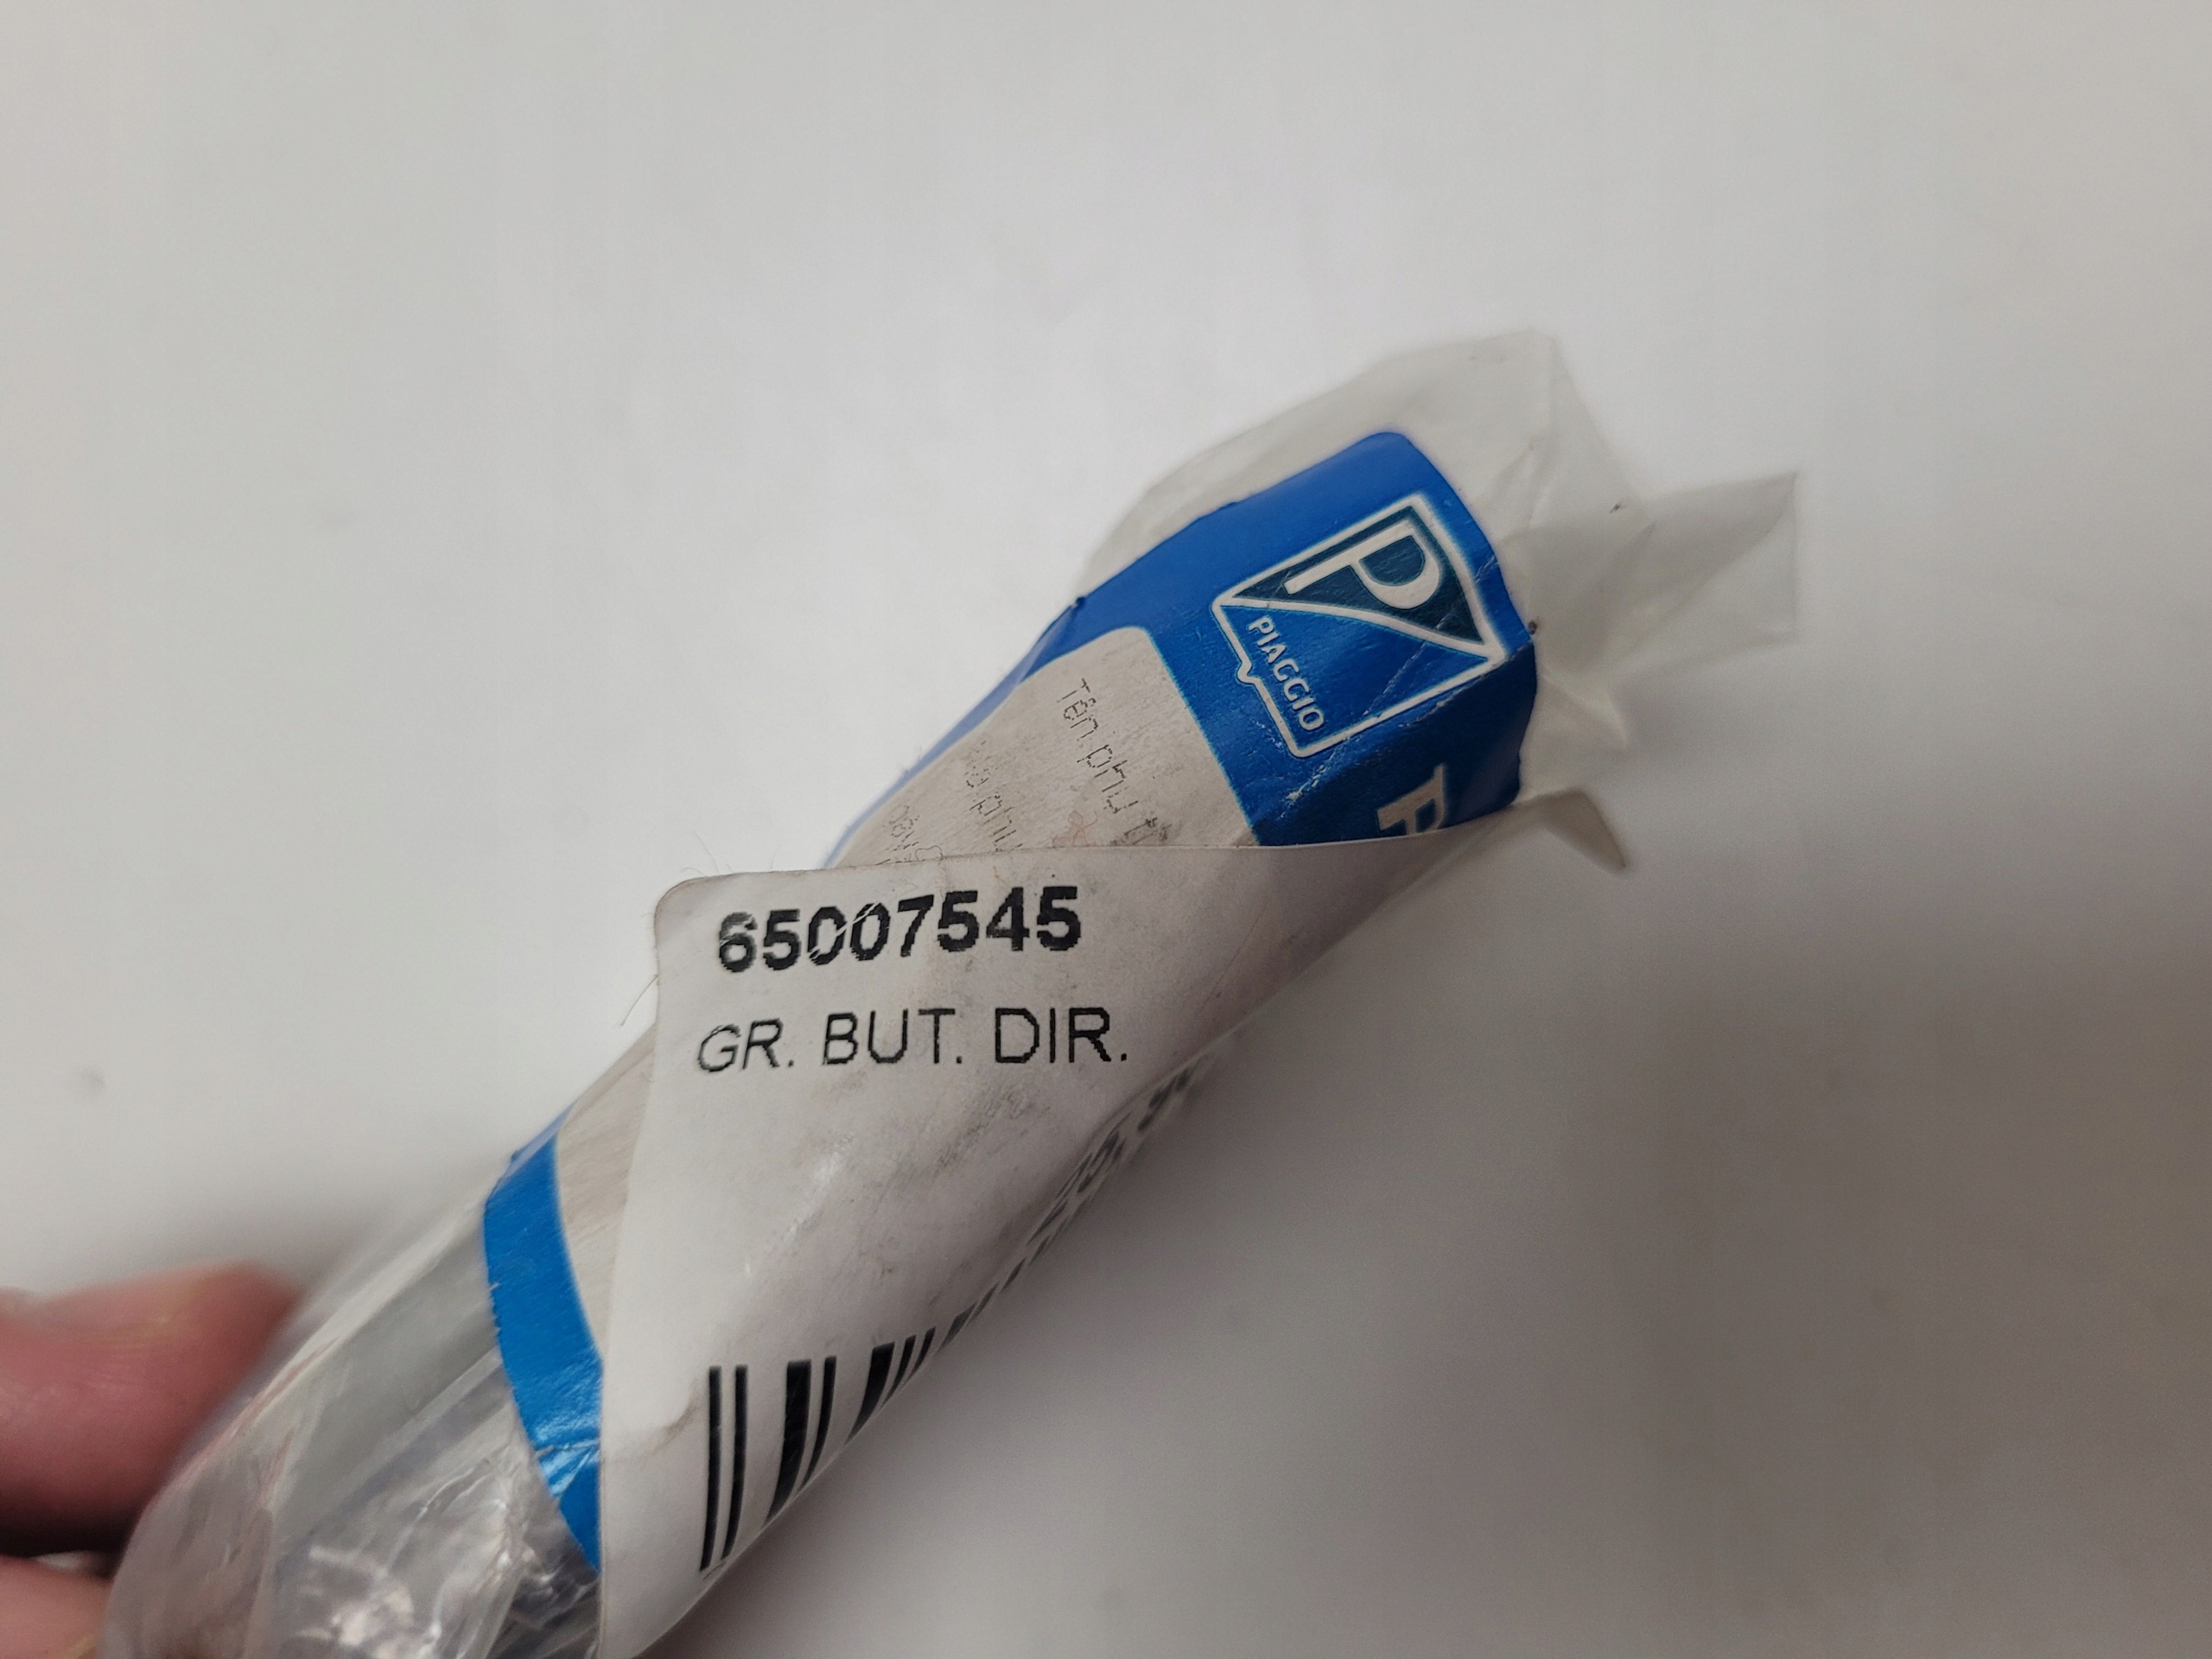 P
PIAGGIO
P
Tên phụ t
65007545
GR. BUT. DIR.